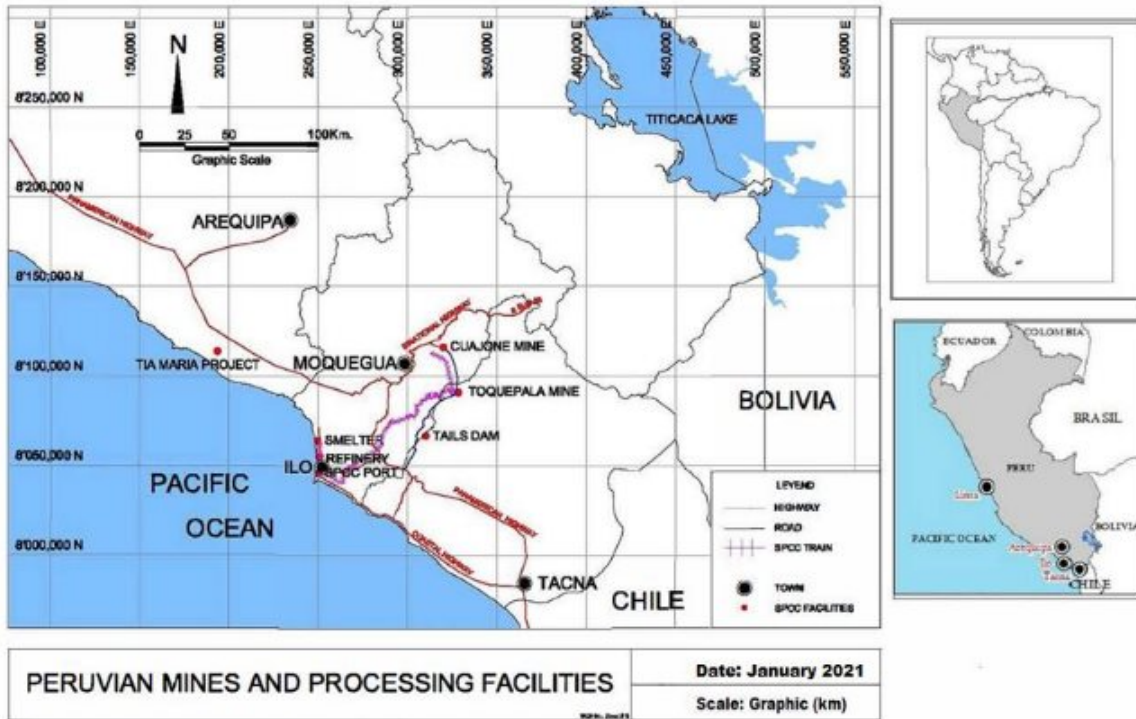 100,000 E
150,000 E
200,000 E
250,000 E
300,000 E
350,000 E
400,000 E
450,000 E
500,000 E
550,000 E
N
8'250,000 N
8'200,000 N
8'150,000 N
8'100,000 N
8'050,000 N
8'000,000 N
0 25 50 100Km.
Graphic Scale
TITICACA LAKE
PANAMERICAN HIGHWAY
AREQUIPA
TIA MARIA PROJECT
MOQUEGUA
CUAJONE MINE
TOQUEPALA MINE
TAILS DAM
SMELTER
REFINERY
ILO
SPCC PORT
PACIFIC
OCEAN
BOLIVIA
PANAMERICAN HIGHWAY
COASTAL HIGHWAY
TACNA
CHILE
LEYEND
HIGHWAY
ROAD
SPCC TRAIN
TOWN
SPCC FACILITIES
ECUADOR
COLOMBIA
BRASIL
PERU
Lima
PACIFIC OCEAN
BOLIVIA
Arequipa
Ilo
Tacna
CHILE
PERUVIAN MINES AND PROCESSING FACILITIES
Date: January 2021
Scale: Graphic (km)